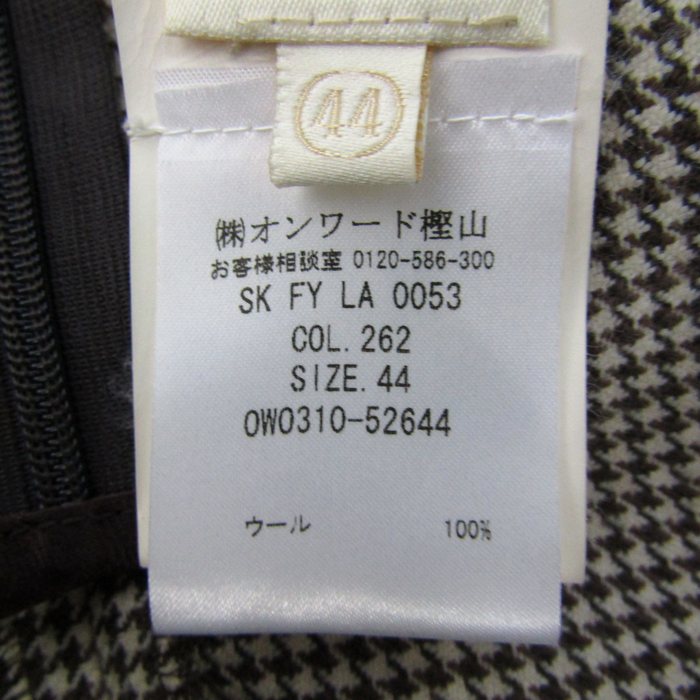 44
㈱オンワード樫山
お客様相談室 0120-586-300
SK FY LA 0053
COL.262
SIZE.44
OW0310-52644
ウール 100%